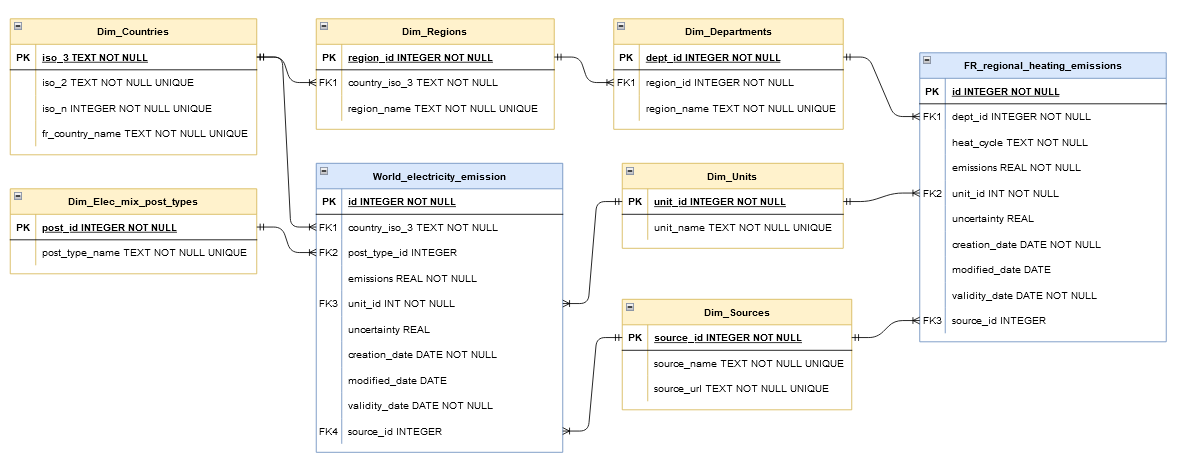 Dim_Countries
PK iso_3 TEXT NOT NULL
iso_2 TEXT NOT NULL UNIQUE
iso_n INTEGER NOT NULL UNIQUE
fr_country_name TEXT NOT NULL UNIQUE
Dim_Regions
PK region_id INTEGER NOT NULL
FK1 country_iso_3 TEXT NOT NULL
region_name TEXT NOT NULL UNIQUE
Dim_Departments
PK dept_id INTEGER NOT NULL
FK1 region_id INTEGER NOT NULL
region_name TEXT NOT NULL UNIQUE
FR_regional_heating_emissions
PK id INTEGER NOT NULL
FK1 dept_id INTEGER NOT NULL
heat_cycle TEXT NOT NULL
emissions REAL NOT NULL
FK2 unit_id INT NOT NULL
uncertainty REAL
creation_date DATE NOT NULL
modified_date DATE
validity_date DATE NOT NULL
FK3 source_id INTEGER
Dim_Elec_mix_post_types
PK post_id INTEGER NOT NULL
post_type_name TEXT NOT NULL UNIQUE
World_electricity_emission
PK id INTEGER NOT NULL
FK1 country_iso_3 TEXT NOT NULL
FK2 post_type_id INTEGER
emissions REAL NOT NULL
FK3 unit_id INT NOT NULL
uncertainty REAL
creation_date DATE NOT NULL
modified_date DATE
validity_date DATE NOT NULL
FK4 source_id INTEGER
Dim_Units
PK unit_id INTEGER NOT NULL
unit_name TEXT NOT NULL UNIQUE
Dim_Sources
PK source_id INTEGER NOT NULL
source_name TEXT NOT NULL UNIQUE
source_url TEXT NOT NULL UNIQUE